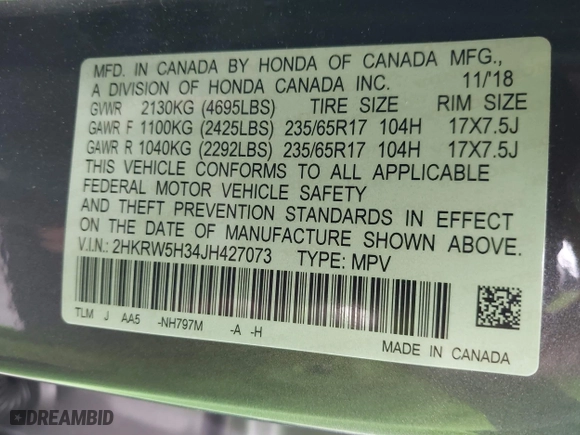 MFD. IN CANADA BY HONDA OF CANADA MFG.,
A DIVISION OF HONDA CANADA INC. 11/'18
GVWR 2130KG (4695LBS) TIRE SIZE RIM SIZE
GAWR F 1100KG (2425LBS) 235/65R17 104H 17X7.5J
GAWR R 1040KG (2292LBS) 235/65R17 104H 17X7.5J
THIS VEHICLE CONFORMS TO ALL APPLICABLE
FEDERAL MOTOR VEHICLE SAFETY
AND THEFT PREVENTION STANDARDS IN EFFECT
ON THE DATE OF MANUFACTURE SHOWN ABOVE.
V.I.N.: 2HKRW5H34JH427073 TYPE: MPV
TLM J AA5 -NH797M -A -H
MADE IN CANADA
DREAMBID